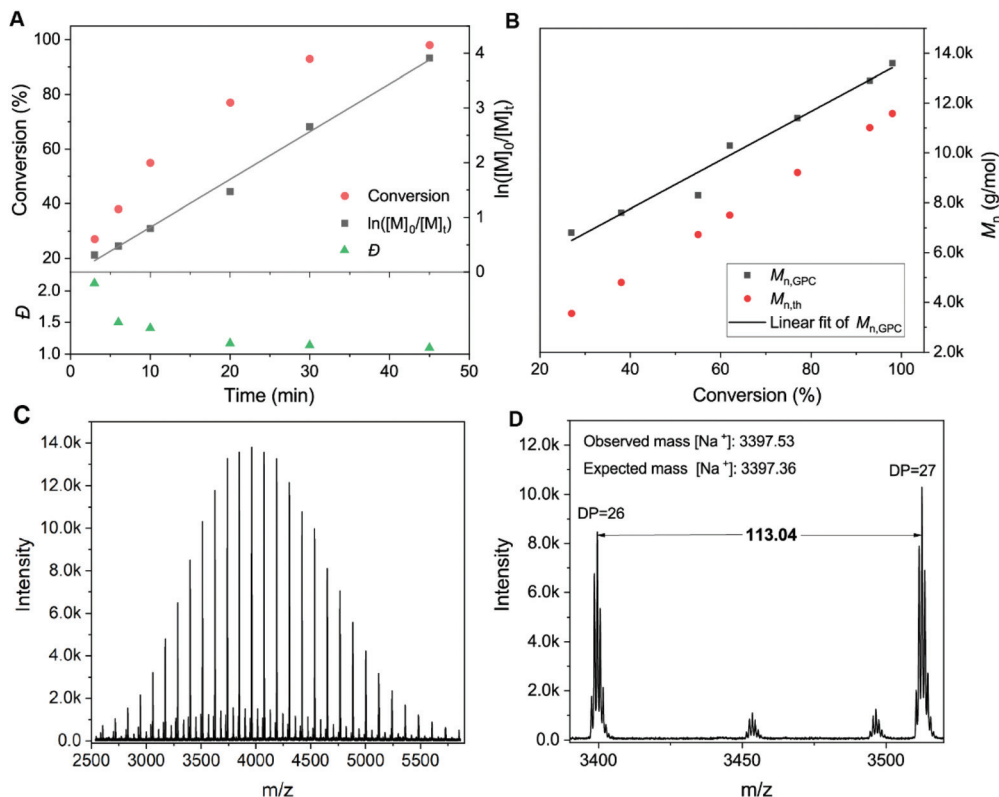 A
Conversion (%)
100
80
60
40
20
4
3
2
1
0
ln([M]₀/[M]ₜ)
Conversion
ln([M]₀/[M]ₜ)
Đ
Đ
2.0
1.5
1.0
0 10 20 30 40 50
Time (min)
B
14.0k
12.0k
10.0k
8.0k
6.0k
4.0k
2.0k
Mₙ (g/mol)
Mn,GPC
Mn,th
Linear fit of Mn,GPC
20 40 60 80 100
Conversion (%)
C
Intensity
14.0k
12.0k
10.0k
8.0k
6.0k
4.0k
2.0k
0.0
2500 3000 3500 4000 4500 5000 5500
m/z
D
Intensity
12.0k
10.0k
8.0k
6.0k
4.0k
2.0k
0.0
Observed mass [Na⁺]: 3397.53
Expected mass [Na⁺]: 3397.36
DP=27
DP=26
113.04
3400 3450 3500
m/z